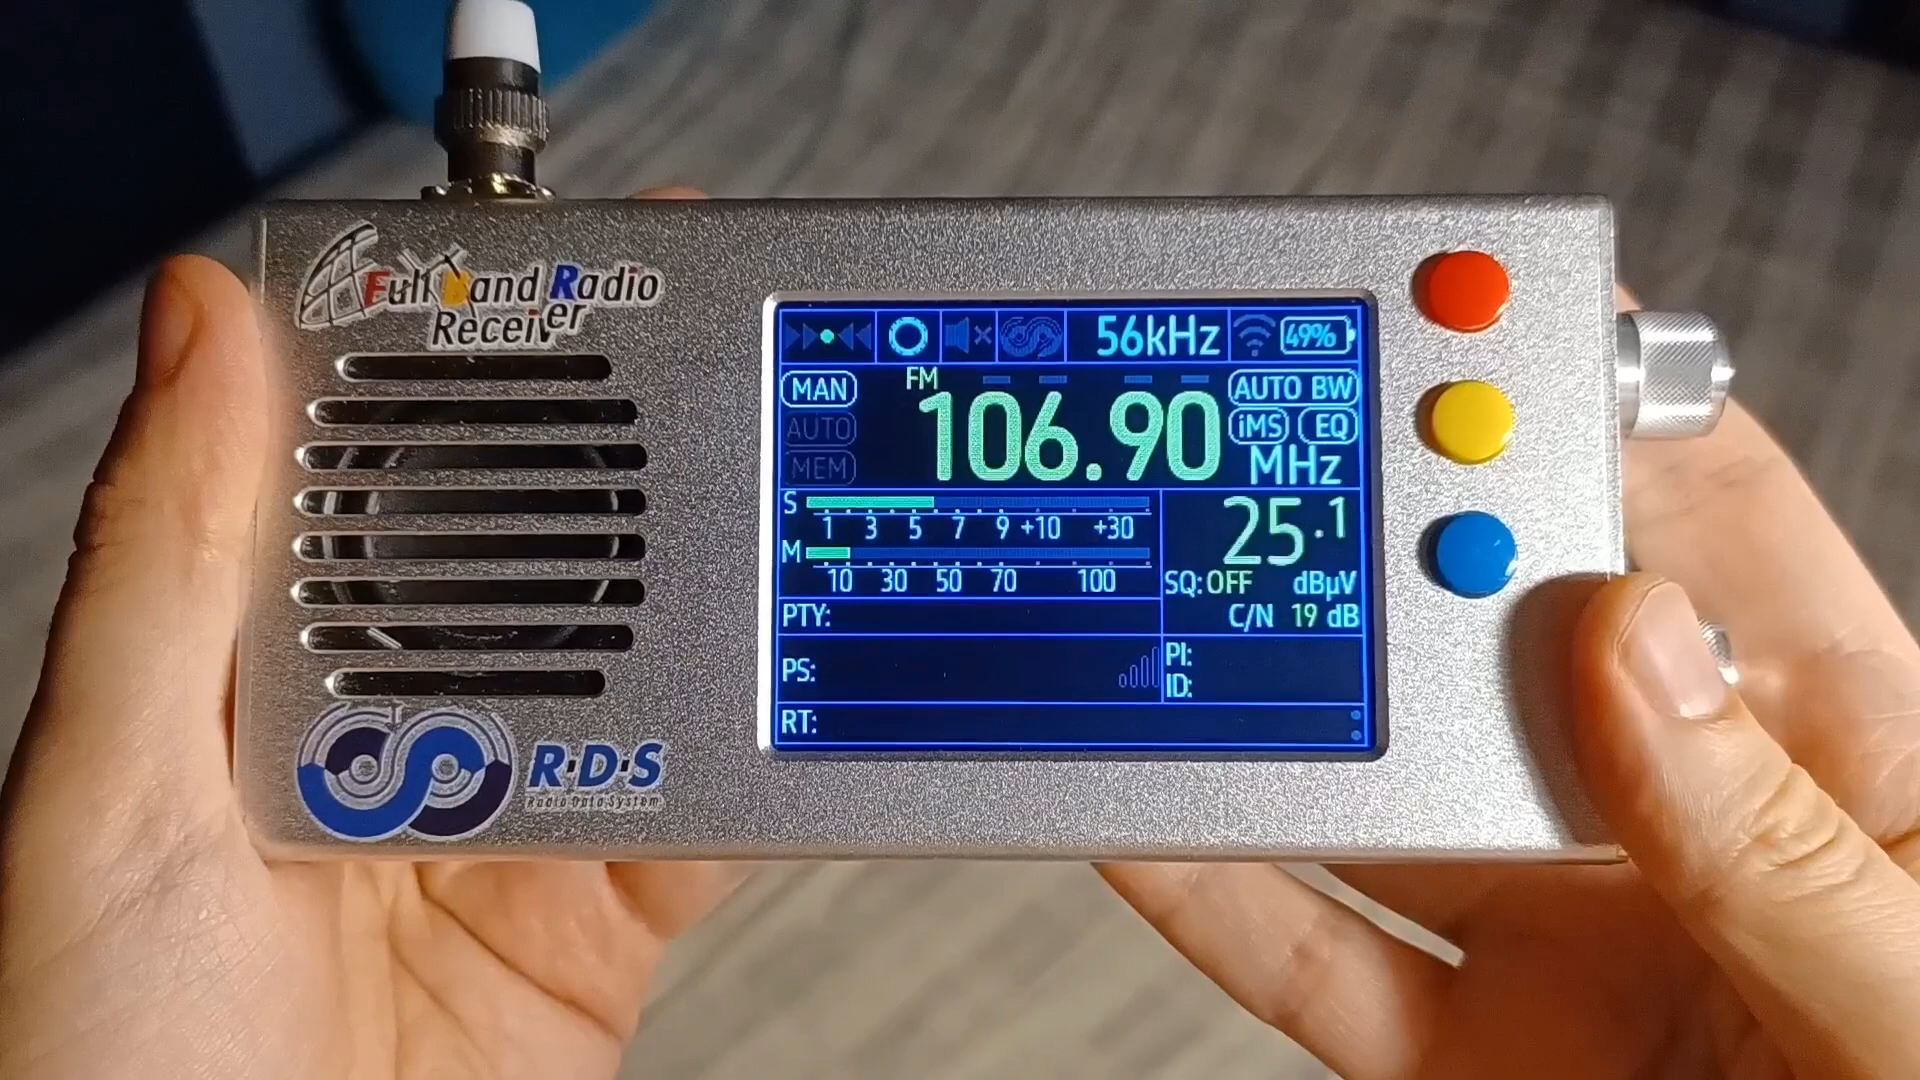 Full Band Radio
Receiver
56kHz
49%
MAN
FM
AUTO BW
AUTO
106.90
iMS
EQ
MEM
MHz
S
1 3 5 7 9 +10 +30
25.1
M
10 30 50 70 100
SQ:OFF dBµV
PTY:
C/N 19 dB
PS:
PI:
ID:
RT:
R·D·S
Radio Data System